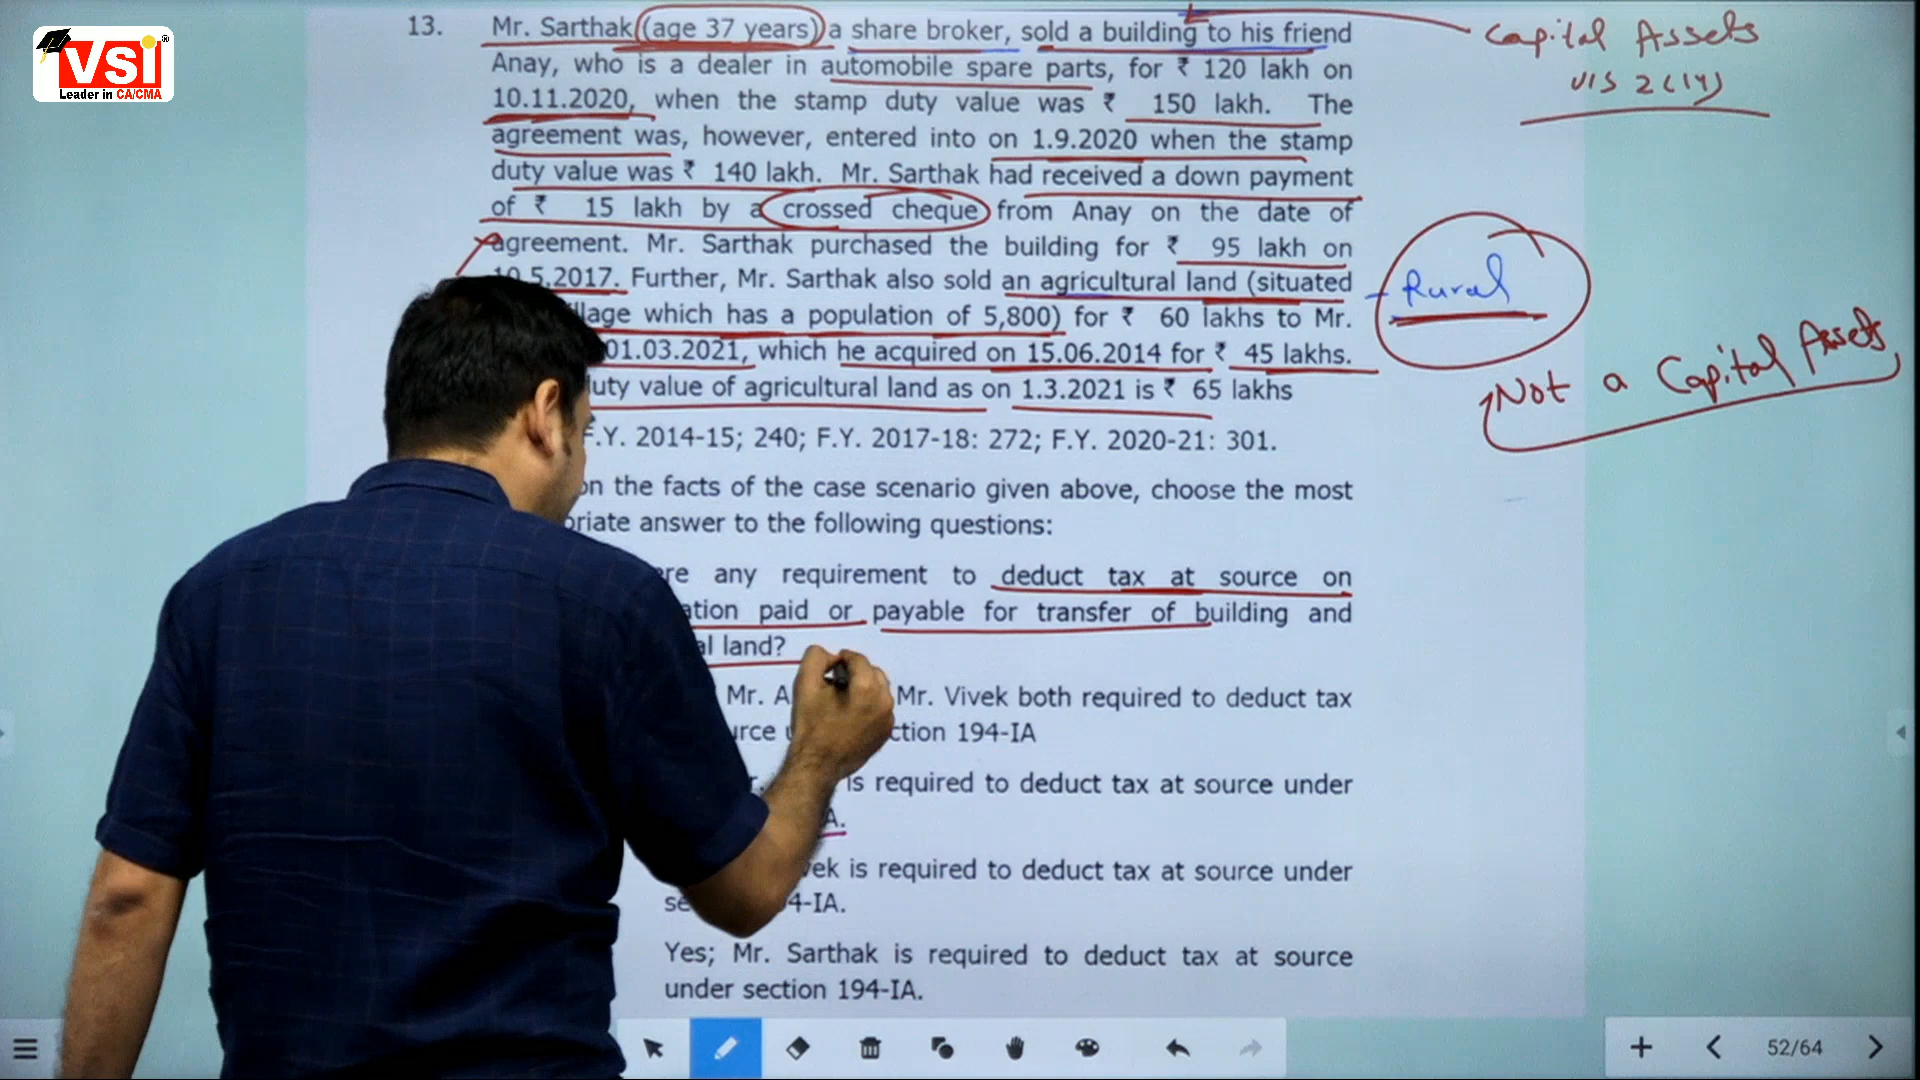 VSI
®
Leader in CA/CMA
13. Mr. Sarthak (age 37 years) a share broker, sold a building to his friend
Anay, who is a dealer in automobile spare parts, for ₹ 120 lakh on
10.11.2020, when the stamp duty value was ₹ 150 lakh. The
agreement was, however, entered into on 1.9.2020 when the stamp
duty value was ₹ 140 lakh. Mr. Sarthak had received a down payment
of ₹ 15 lakh by a crossed cheque from Anay on the date of
agreement. Mr. Sarthak purchased the building for ₹ 95 lakh on
10.5.2017. Further, Mr. Sarthak also sold an agricultural land (situated
which has a population of 5,800) for ₹ 60 lakhs to Mr.
01.03.2021, which he acquired on 15.06.2014 for ₹ 45 lakhs.
value of agricultural land as on 1.3.2021 is ₹ 65 lakhs
F.Y. 2014-15; 240; F.Y. 2017-18: 272; F.Y. 2020-21: 301.
on the facts of the case scenario given above, choose the most
answer to the following questions:
any requirement to deduct tax at source on
paid or payable for transfer of building and
land?
Mr. Mr. Vivek both required to deduct tax
194-IA
is required to deduct tax at source under
is required to deduct tax at source under
Yes; Mr. Sarthak is required to deduct tax at source
under section 194-IA.
Capital Assets
U/S 2(14)
- Rural
Not a Capital Assets
52/64